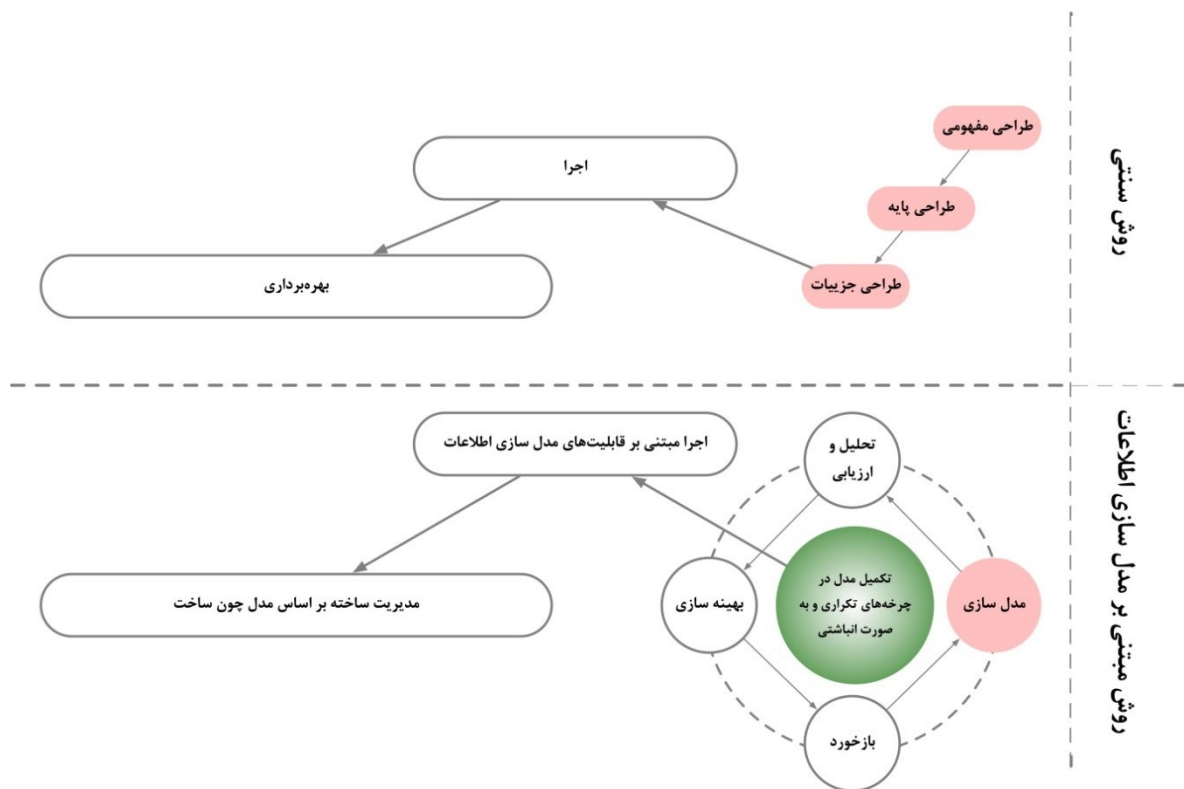 روش سنتی
طراحی مفهومی
طراحی پایه
طراحی جزییات
اجرا
بهره‌برداری
روش مبتنی بر مدل سازی اطلاعات
مدل سازی
تحلیل و
ارزیابی
بهینه سازی
بازخورد
تکمیل مدل در
چرخه‌های تکراری و به
صورت انباشتی
اجرا مبتنی بر قابلیت‌های مدل سازی اطلاعات
مدیریت ساخته بر اساس مدل چون ساخت